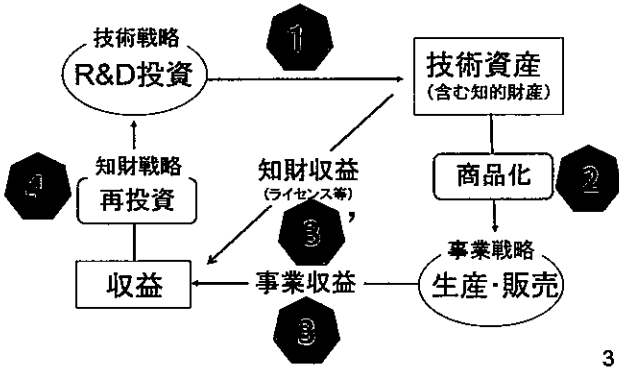 技術戦略
R&D投資
1
技術資産
(含む知的財産)
知財戦略
再投資
4
知財収益
(ライセンス等)
3’
商品化
2
事業戦略
生産・販売
収益
事業収益
3
3